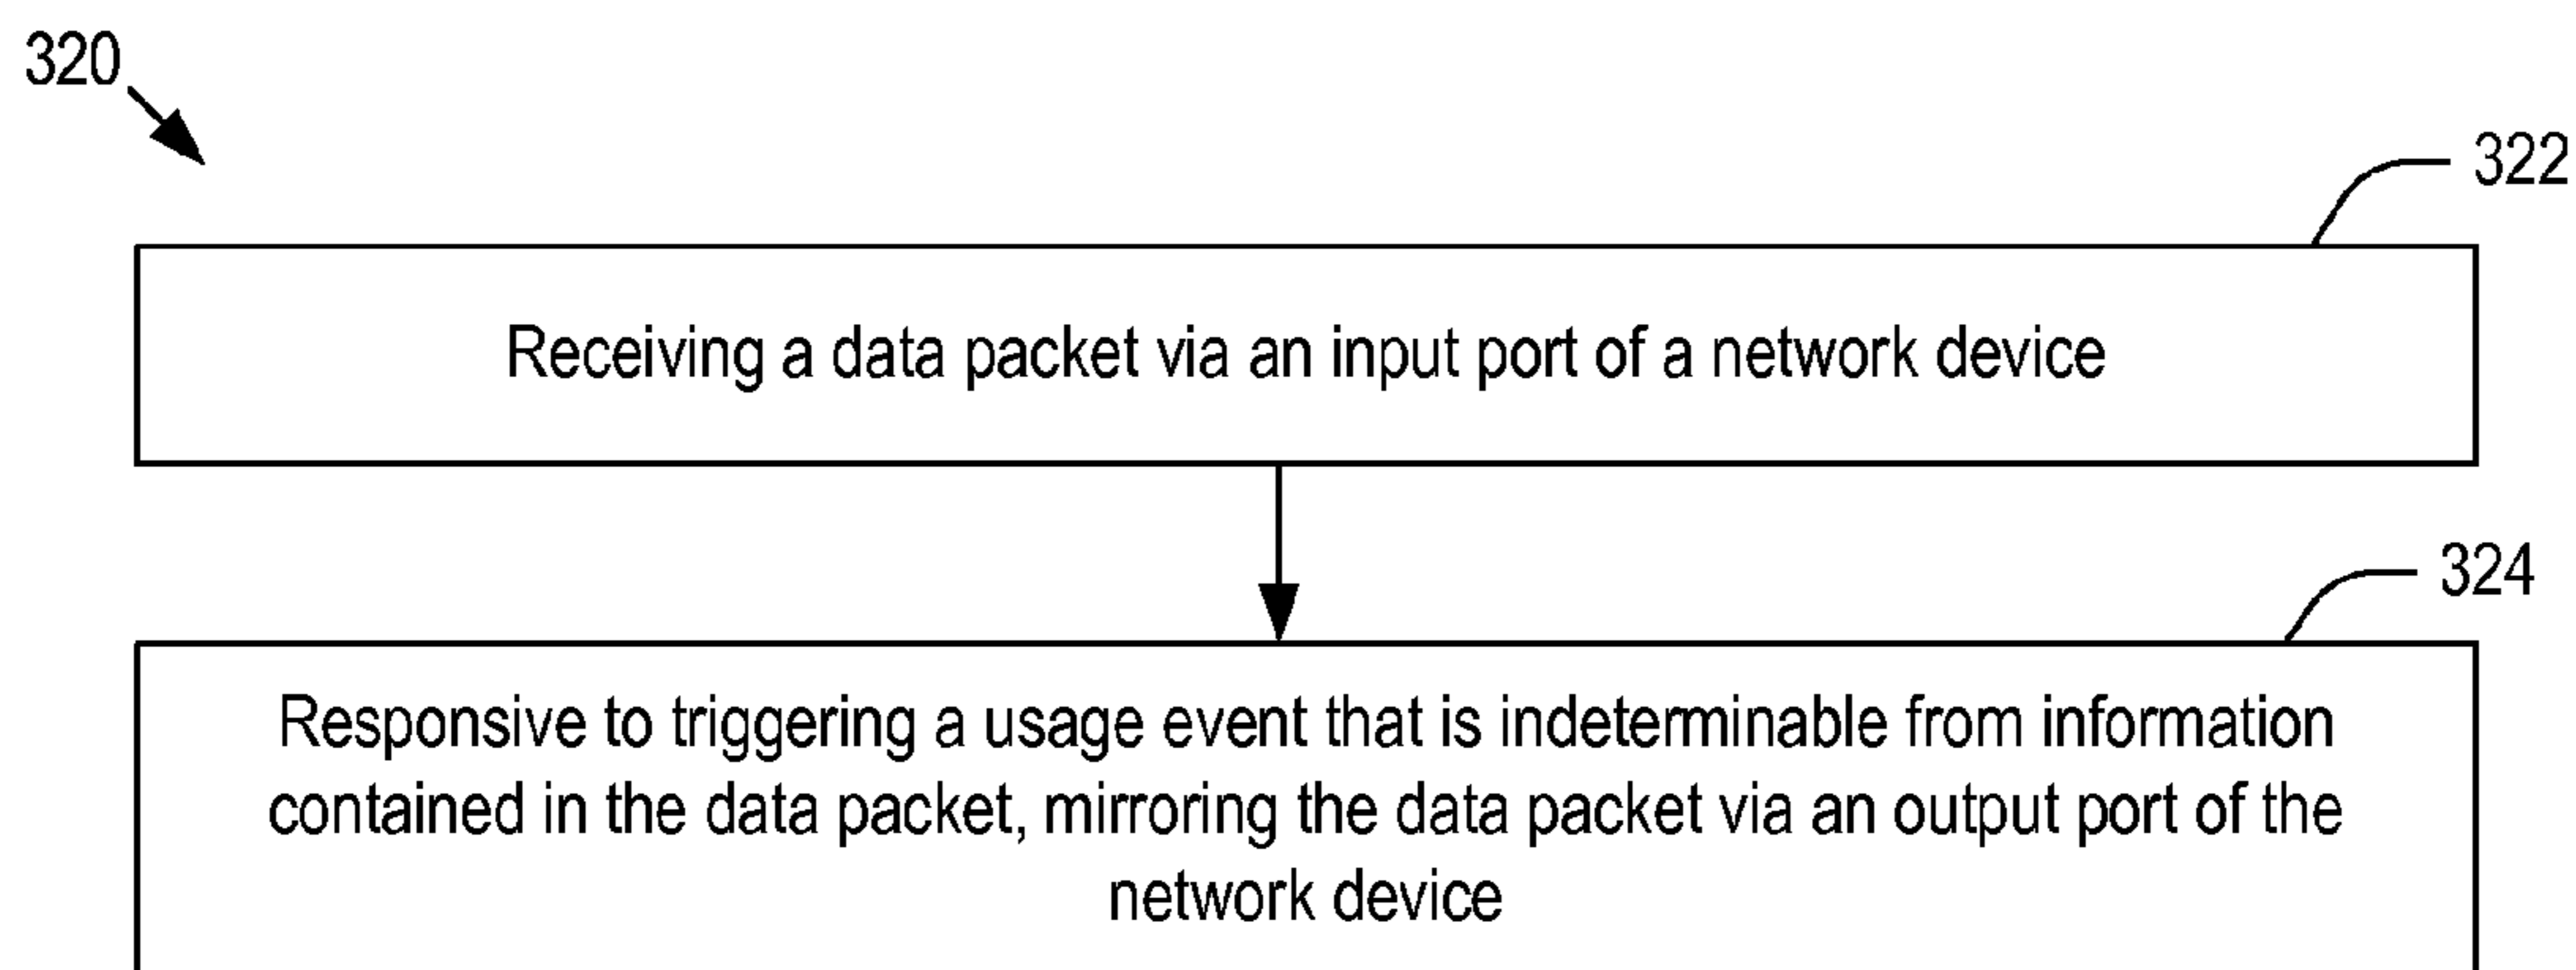 320
322
Receiving a data packet via an input port of a network device
324
Responsive to triggering a usage event that is indeterminable from information
contained in the data packet, mirroring the data packet via an output port of the
network device